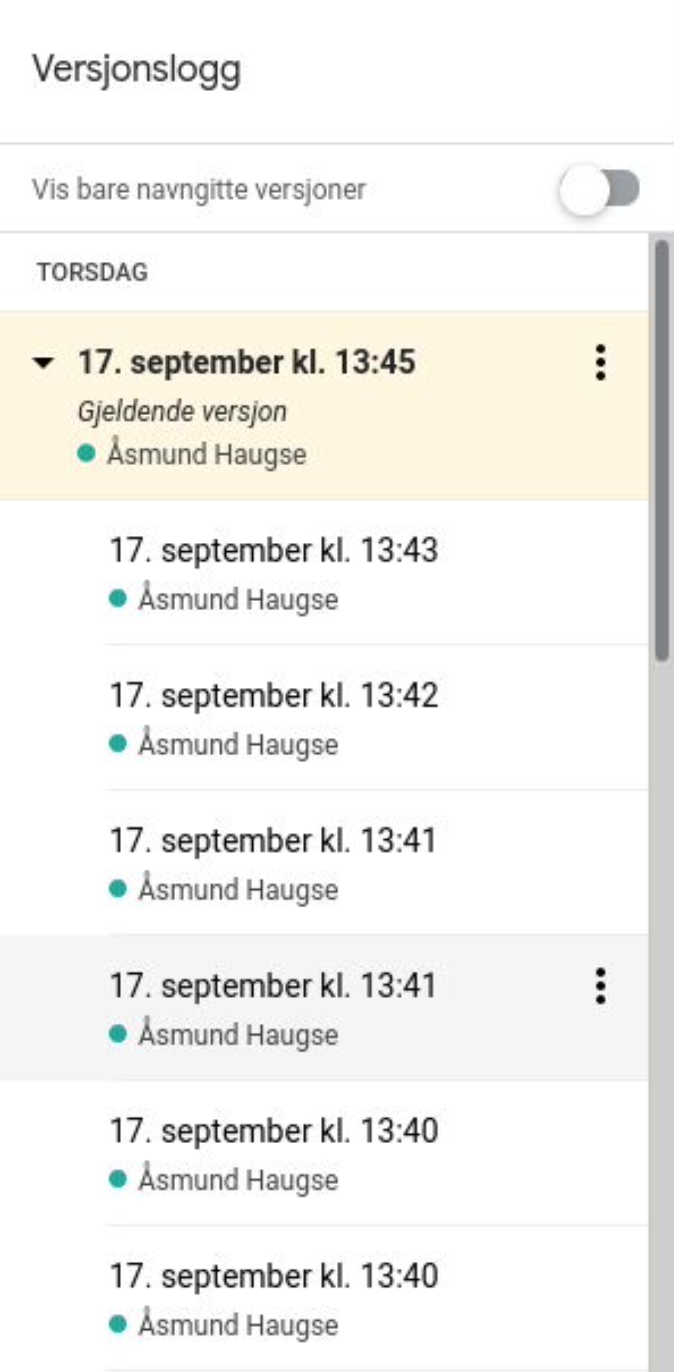 Versjonslogg
Vis bare navngitte versjoner
TORSDAG
17. september kl. 13:45
Gjeldende versjon
Åsmund Haugse
17. september kl. 13:43
Åsmund Haugse
17. september kl. 13:42
Åsmund Haugse
17. september kl. 13:41
Åsmund Haugse
17. september kl. 13:41
Åsmund Haugse
17. september kl. 13:40
Åsmund Haugse
17. september kl. 13:40
Åsmund Haugse